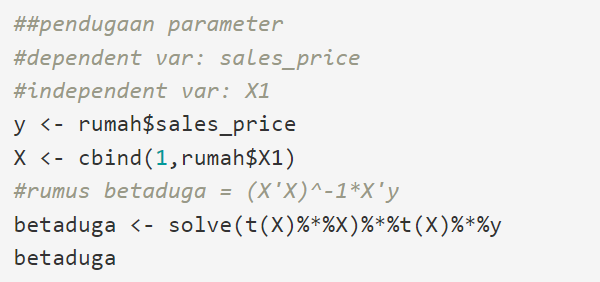 ##pendugaan parameter
#dependent var: sales_price
#independent var: X1
y <- rumah$sales_price
X <- cbind(1,rumah$X1)
#rumus betaduga = (X'X)^-1*X'y
betaduga <- solve(t(X)%*%X)%*%t(X)%*%y
betaduga